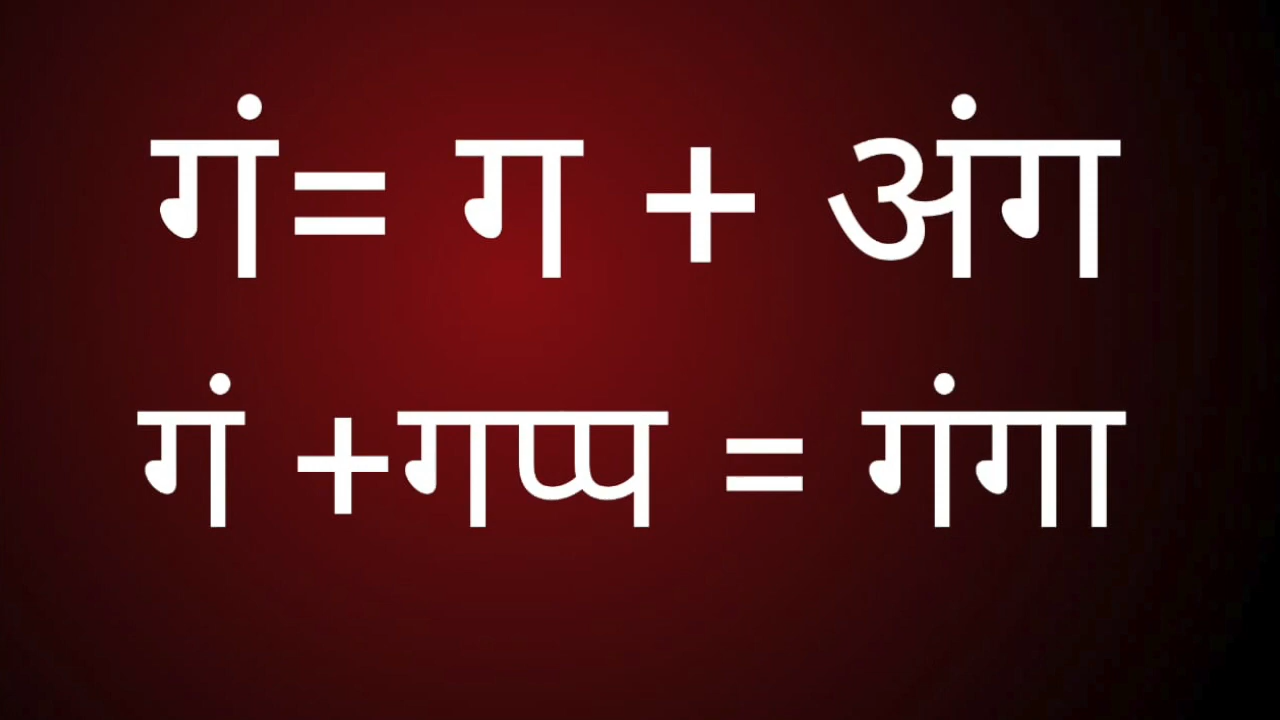 गं= ग + अंग
गं +गप्प = गंगा